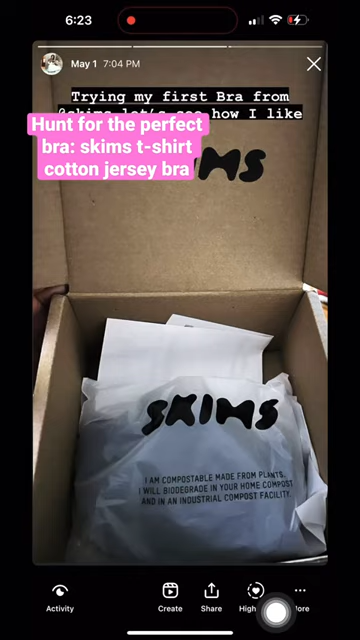 6:23
May 1 7:04 PM
Trying my first Bra from
how I like
Hunt for the perfect
bra: skims t-shirt
cotton jersey bra
SKIMS
I AM COMPOSTABLE MADE FROM PLANTS.
I WILL BIODEGRADE IN YOUR HOME COMPOST
AND IN AN INDUSTRIAL COMPOST FACILITY.
Activity
Create
Share
High
ore